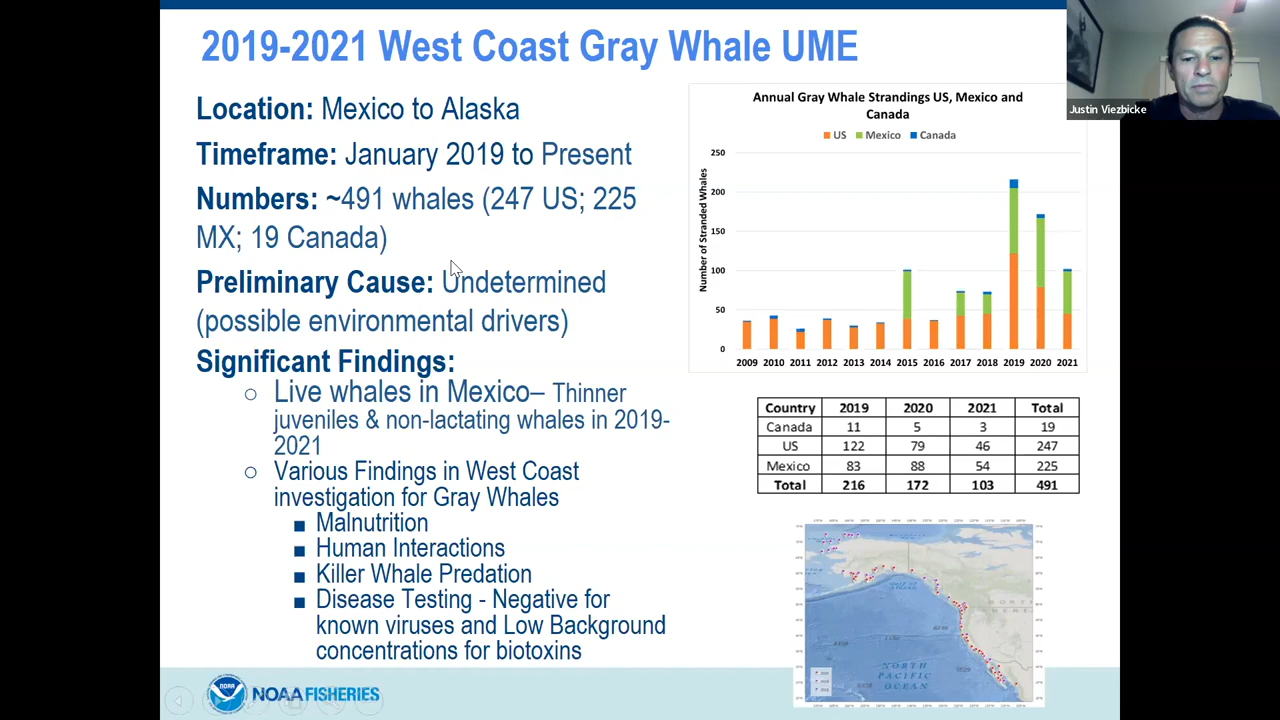 2019-2021 West Coast Gray Whale UME
Justin Viezbicke
Location: Mexico to Alaska
Timeframe: January 2019 to Present
Numbers: ~491 whales (247 US; 225
MX; 19 Canada)
Preliminary Cause: Undetermined
(possible environmental drivers)
Significant Findings:
○ Live whales in Mexico– Thinner
juveniles & non-lactating whales in 2019-
2021
○ Various Findings in West Coast
investigation for Gray Whales
■ Malnutrition
■ Human Interactions
■ Killer Whale Predation
■ Disease Testing - Negative for
known viruses and Low Background
concentrations for biotoxins
Annual Gray Whale Strandings US, Mexico and
Canada
US Mexico Canada
Number of Stranded Whales
250
200
150
100
50
0
2009 2010 2011 2012 2013 2014 2015 2016 2017 2018 2019 2020 2021
Country 2019 2020 2021 Total
Canada 11 5 3 19
US 122 79 46 247
Mexico 83 88 54 225
Total 216 172 103 491
NORTH
PACIFIC
OCEAN
NOAA
NOAA FISHERIES